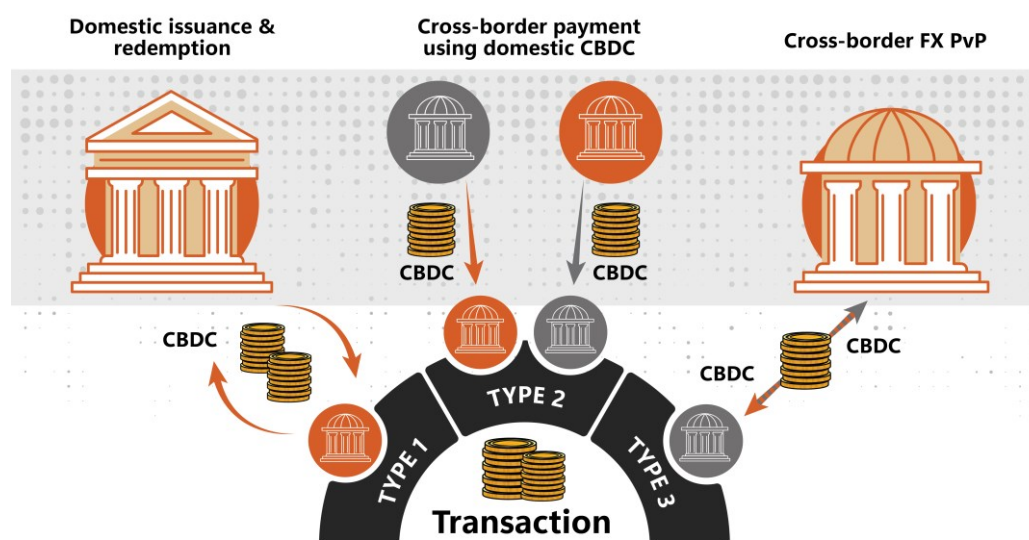 Domestic issuance &
redemption
Cross-border payment
using domestic CBDC
Cross-border FX PvP
CBDC
CBDC
CBDC
CBDC
CBDC
TYPE 1
TYPE 2
TYPE 3
Transaction